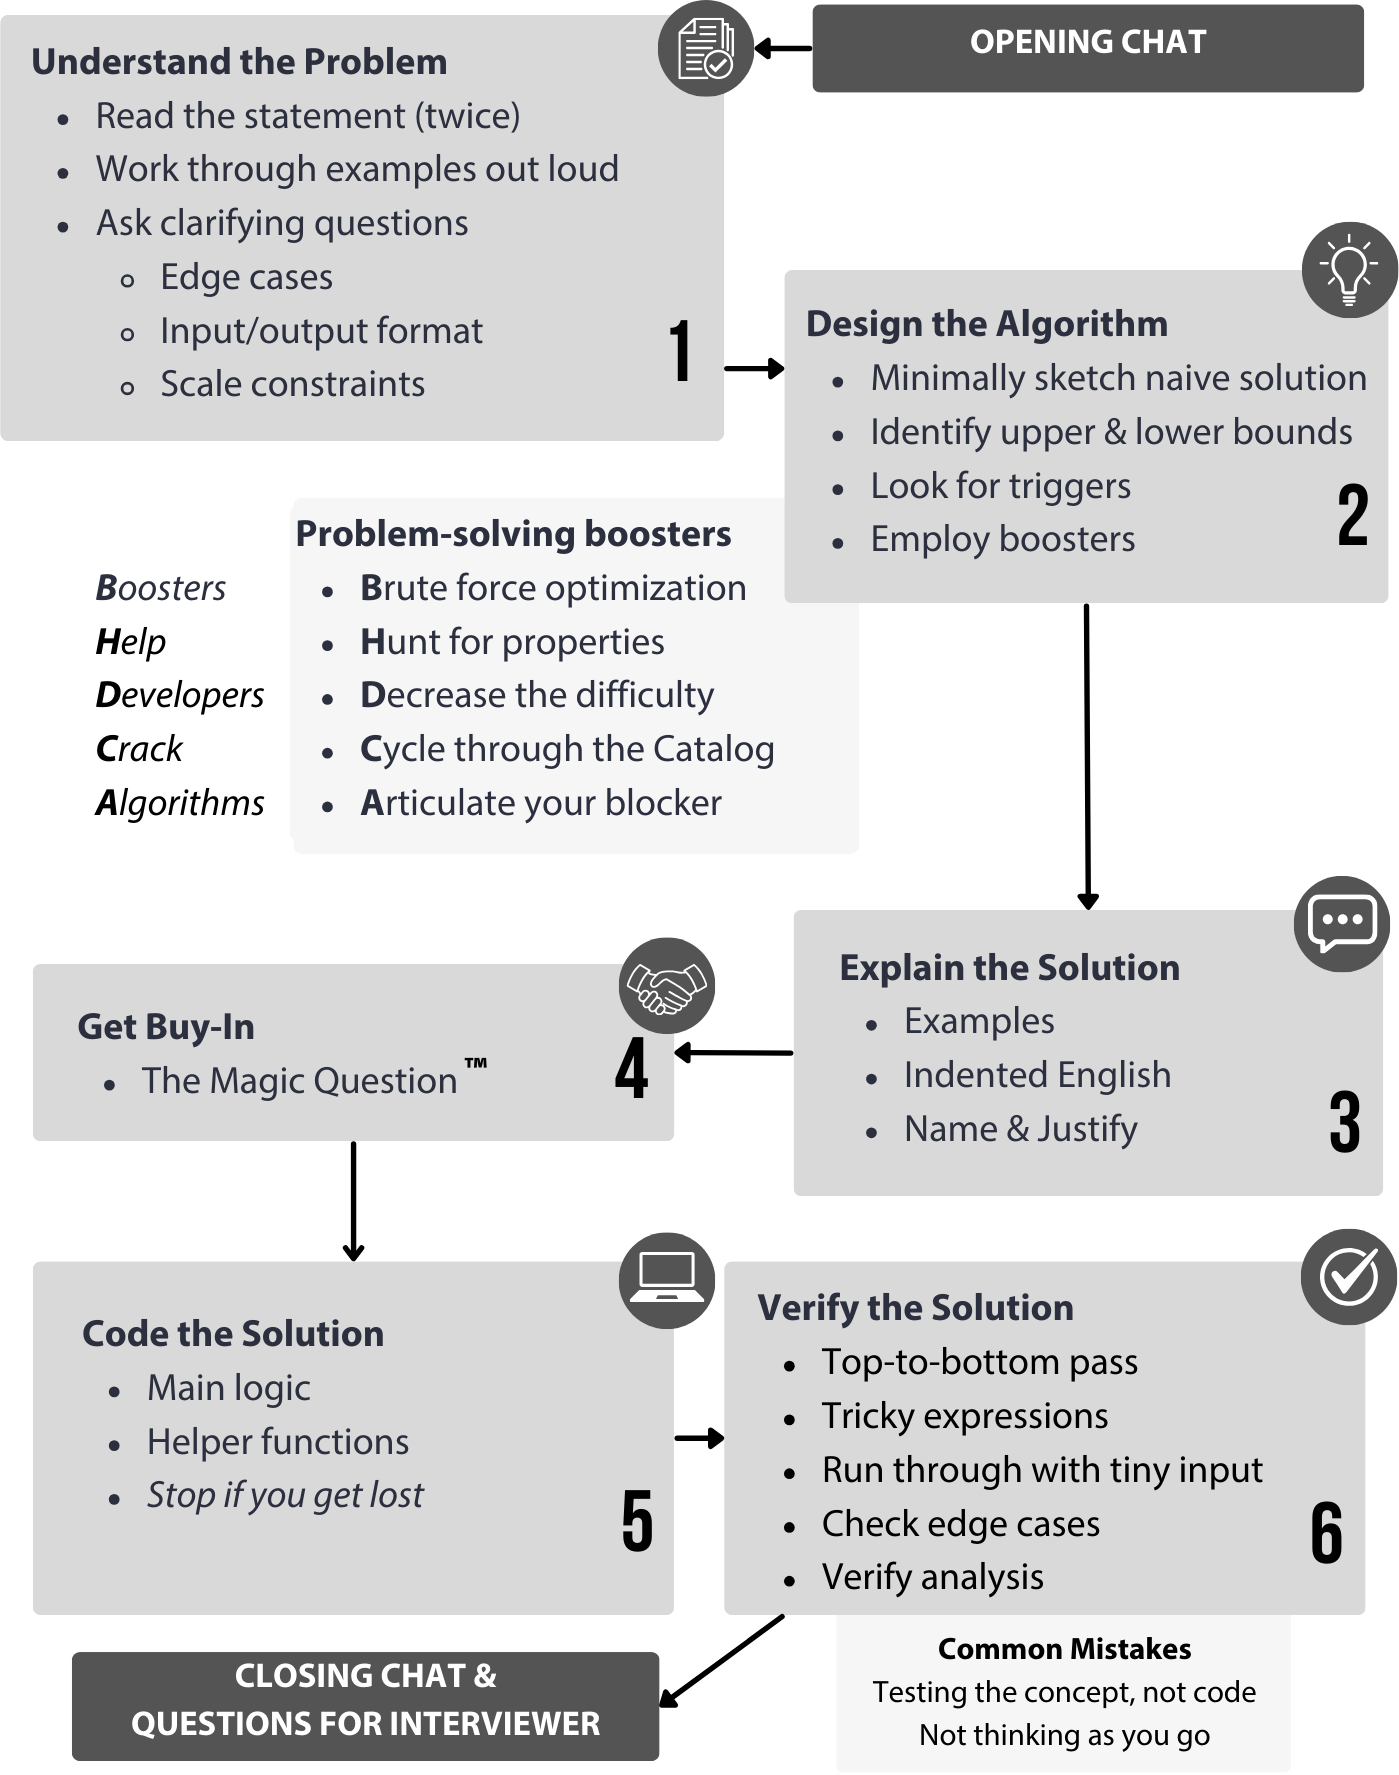 OPENING CHAT
Understand the Problem
• Read the statement (twice)
• Work through examples out loud
• Ask clarifying questions
o Edge cases
o Input/output format
o Scale constraints
1
Design the Algorithm
• Minimally sketch naive solution
• Identify upper & lower bounds
• Look for triggers
• Employ boosters
2
Problem-solving boosters
Boosters
• Brute force optimization
Help
• Hunt for properties
Developers
• Decrease the difficulty
Crack
• Cycle through the Catalog
Algorithms
• Articulate your blocker
Explain the Solution
• Examples
• Indented English
• Name & Justify
3
Get Buy-In
• The Magic Question™
4
Code the Solution
• Main logic
• Helper functions
• Stop if you get lost
5
Verify the Solution
• Top-to-bottom pass
• Tricky expressions
• Run through with tiny input
• Check edge cases
• Verify analysis
6
Common Mistakes
Testing the concept, not code
Not thinking as you go
CLOSING CHAT &
QUESTIONS FOR INTERVIEWER